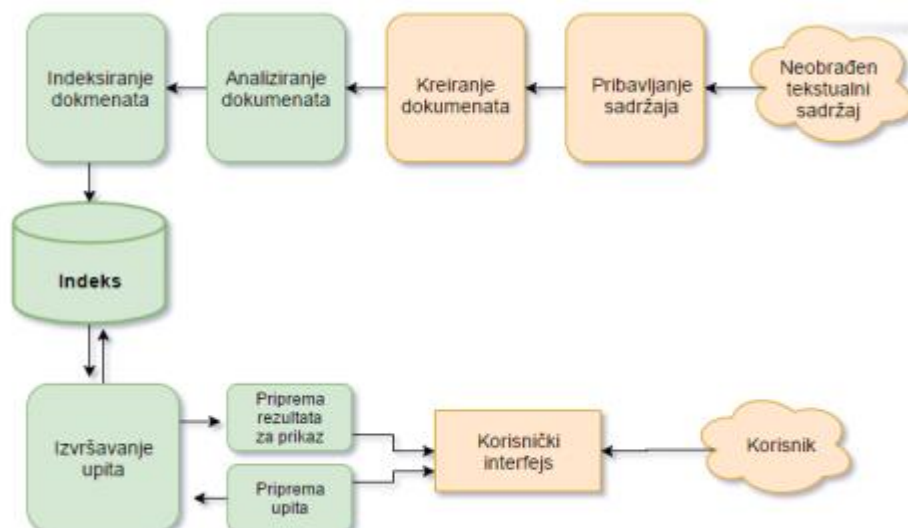 Indeksiranje
dokmenata
Analiziranje
dokumenata
Kreiranje
dokumenata
Pribavljanje
sadržaja
Neobrađen
tekstualni
sadržaj
Indeks
Izvršavanje
upita
Priprema
rezultata
za prikaz
Priprema
upita
Korisnički
interfejs
Korisnik